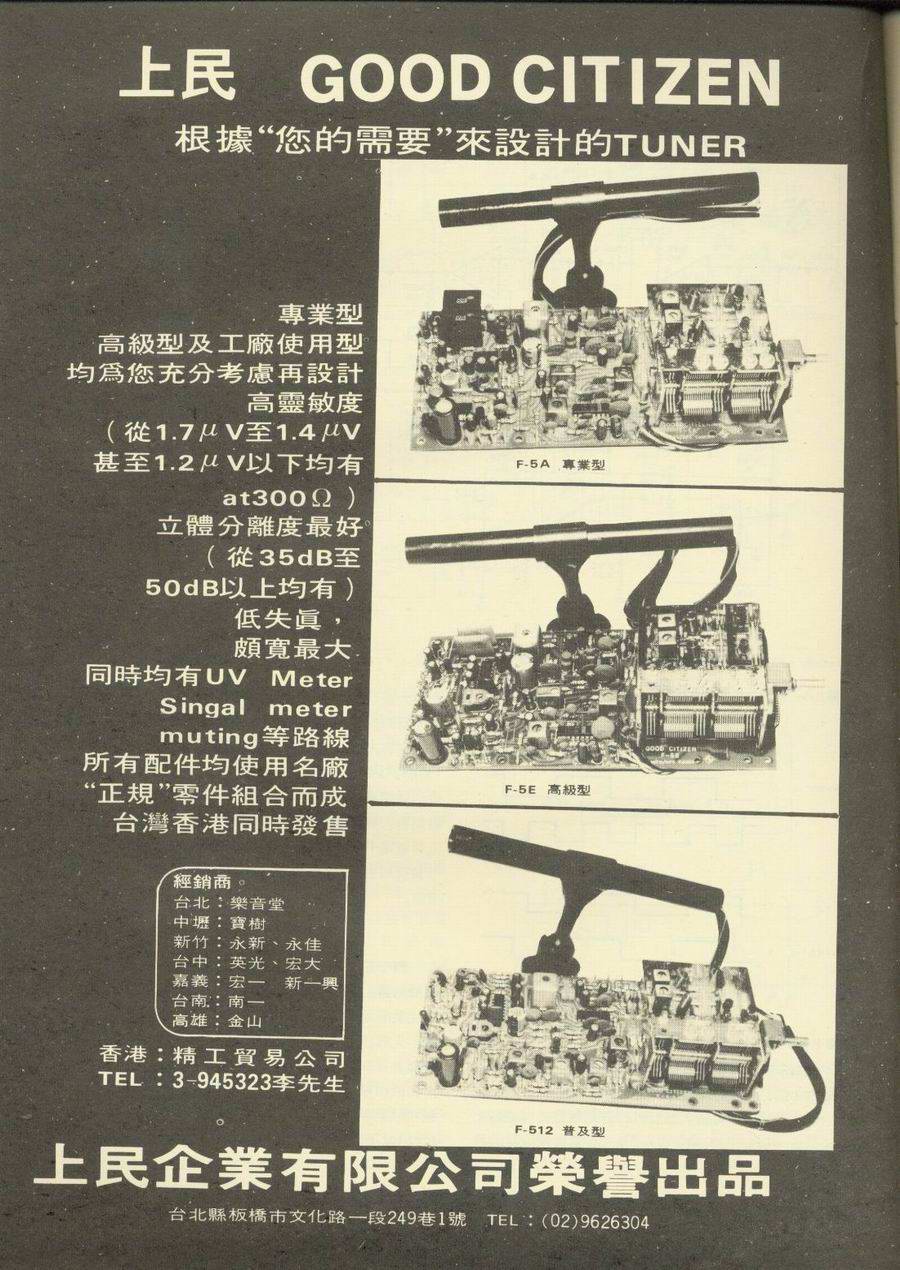 上民 GOOD CITIZEN
根據“您的需要”來設計的TUNER
專業型
高級型及工廠使用型
均爲您充分考慮再設計
高靈敏度
（從1.7μV至1.4μV
甚至1.2μV以下均有
at300Ω）
立體分離度最好。
（從35dB至
50dB以上均有）
低失眞，
頗寬最大.
同時均有UV Meter
Singal meter
muting等路線
所有配件均使用名廠
“正規”零件組合而成
台灣香港同時發售
F-5A 專業型
GOOD CITIZEN
F-5E 高級型
F-512 普及型
經銷商。
台北：樂音堂
中壢：寶樹
新竹：永新、永佳
台中：英光、宏大
嘉義：宏一 新一興
台南：南一
高雄：金山
香港：精工貿易公司
TEL：3-945323李先生
上民企業有限公司榮譽出品
台北縣板橋市文化路一段249巷1號 TEL：(02)9626304